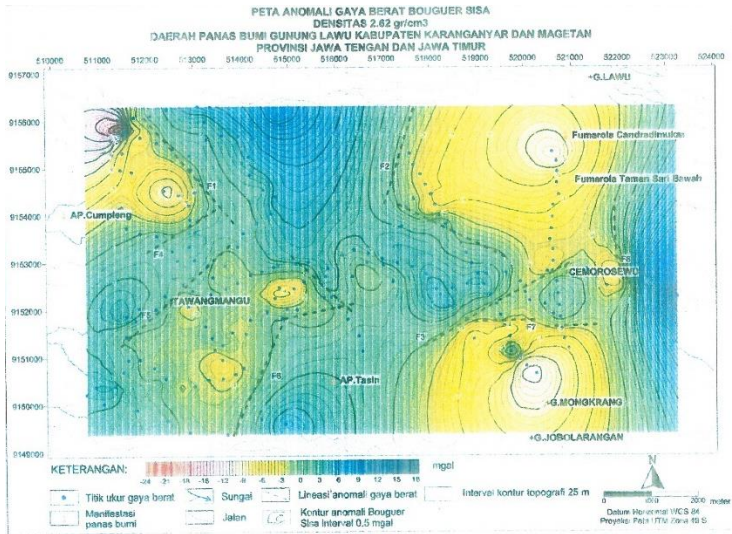 PETA ANOMALI GAYA BERAT BOUGUER SISA
DENSITAS 2.62 gr/cm3
DAERAH PANAS BUMI GUNUNG LAWU KABUPATEN KARANGANYAR DAN MAGETAN
PROVINSI JAWA TENGAN DAN JAWA TIMUR
510000 511000 512000 513000 514000 515000 516000 517000 518000 519000 520000 521000 522000 523000 524000
9157000
+G.LAWU
9156000
Fumarola Candradimuka
9155000
F1
F2
Fumarola Taman Sari Bawah
9154000
AP.Cumpleng
F4
9153000
F8
CEMOROSEWU
TAWANGMANGU
9152000
F5
F3
F7
9151000
F6
AP.Tasin
9150000
+G.MONGKRANG
+G.JOBOLARANGAN
9149000
KETERANGAN:
-24 -21 -18 -15 -12 -9 -6 -3 0 3 6 9 12 15 18
mgal
N
Titik ukur gaya berat
Sungai
Lineasi anomali gaya berat
Interval kontur topografi 25 m
Manifestasi
panas bumi
Jalan
Kontur anomali Bouguer
Sisa Interval 0.5 mgal
2000
meter
Datum Horizontal WGS 84
Proyeksi Peta UTM Zona 49 S